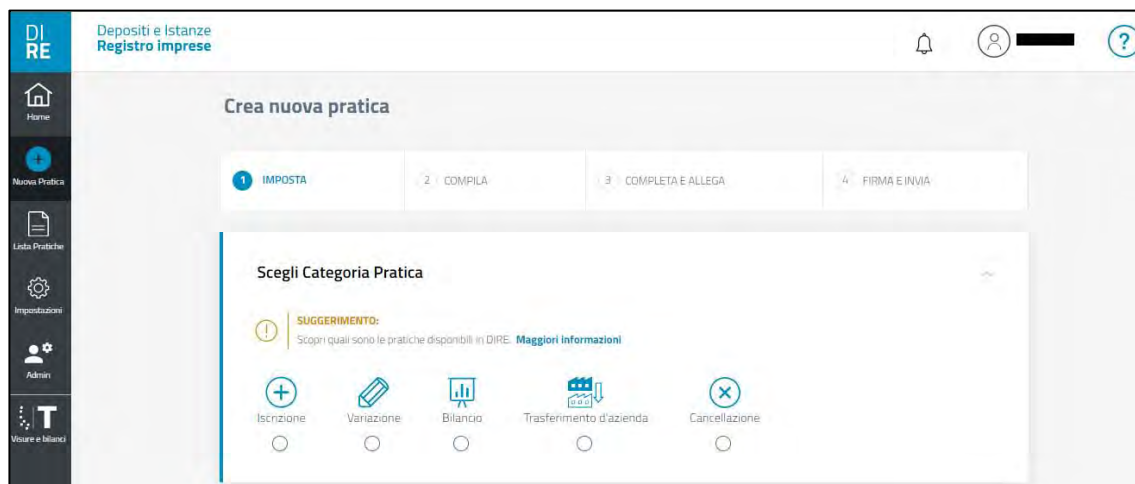 DI
RE
Depositi e Istanze
Registro imprese
?
Home
Nuova Pratica
Lista Pratiche
Impostazioni
Admin
T
Visure e bilanci
Crea nuova pratica
1 IMPOSTA
2 COMPILA
3 COMPLETA E ALLEGA
4 FIRMA E INVIA
Scegli Categoria Pratica
SUGGERIMENTO:
Scopri quali sono le pratiche disponibili in DIRE. Maggiori informazioni
Iscrizione
Variazione
Bilancio
Trasferimento d'azienda
Cancellazione